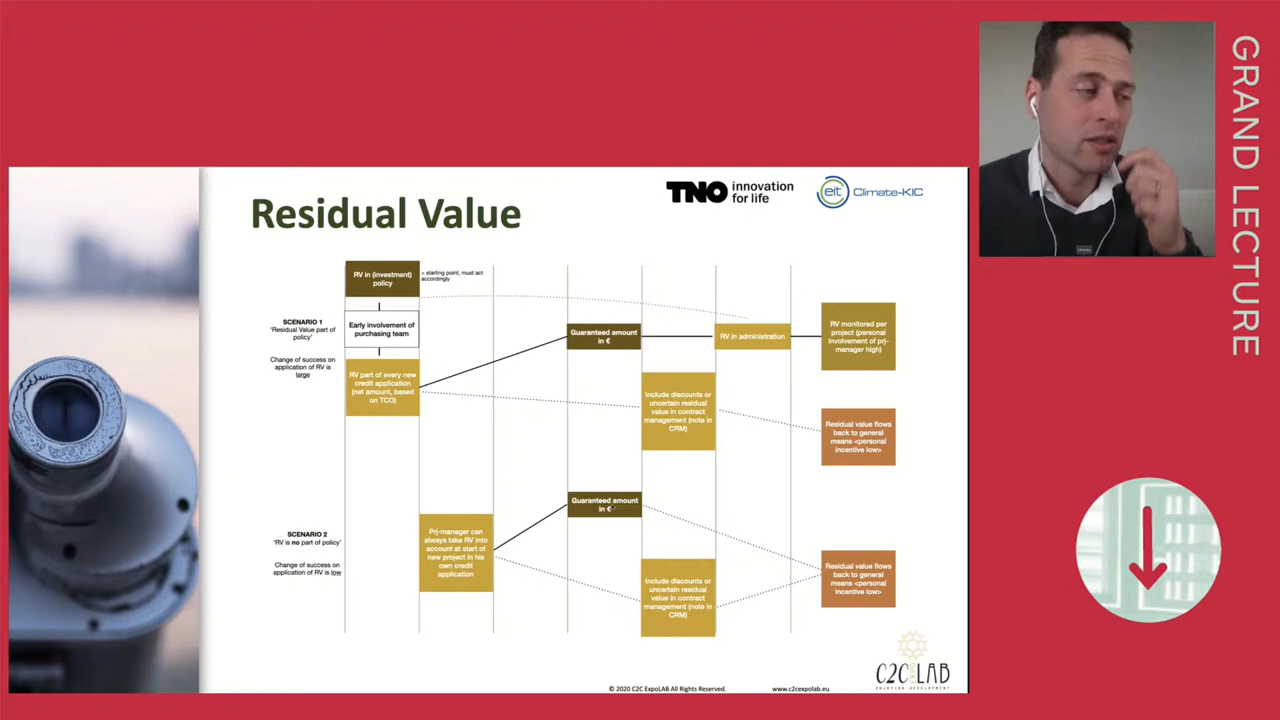 GRAND LECTURE
Residual Value
TNO innovation
for life
eit Climate-KIC
RV in (investment)
policy
= starting point, must act
accordingly
SCENARIO 1
'Residual Value part of
policy'
Change of success on
application of RV is
large
Early involvement of
purchasing team
RV part of every new
credit application
(net amount, based
on TCO)
Guaranteed amount
in €
RV in administration
RV monitored per
project (personal
involvement of prj-
manager high)
Include discounts or
uncertain residual
value in contract
management (note in
CRM)
Residual value flows
back to general
means <personal
incentive low>
SCENARIO 2
'RV is no part of policy'
Change of success on
application of RV is low
Prj-manager can
always take RV into
account at start of
new project in his
own credit
application
Guaranteed amount
in €
Include discounts or
uncertain residual
value in contract
management (note in
CRM)
Residual value flows
back to general
means <personal
incentive low>
C2C EXPO LAB
ENJOYING DEVELOPMENT
© 2020 C2C ExpoLAB All Rights Reserved.
www.c2cexpolab.eu